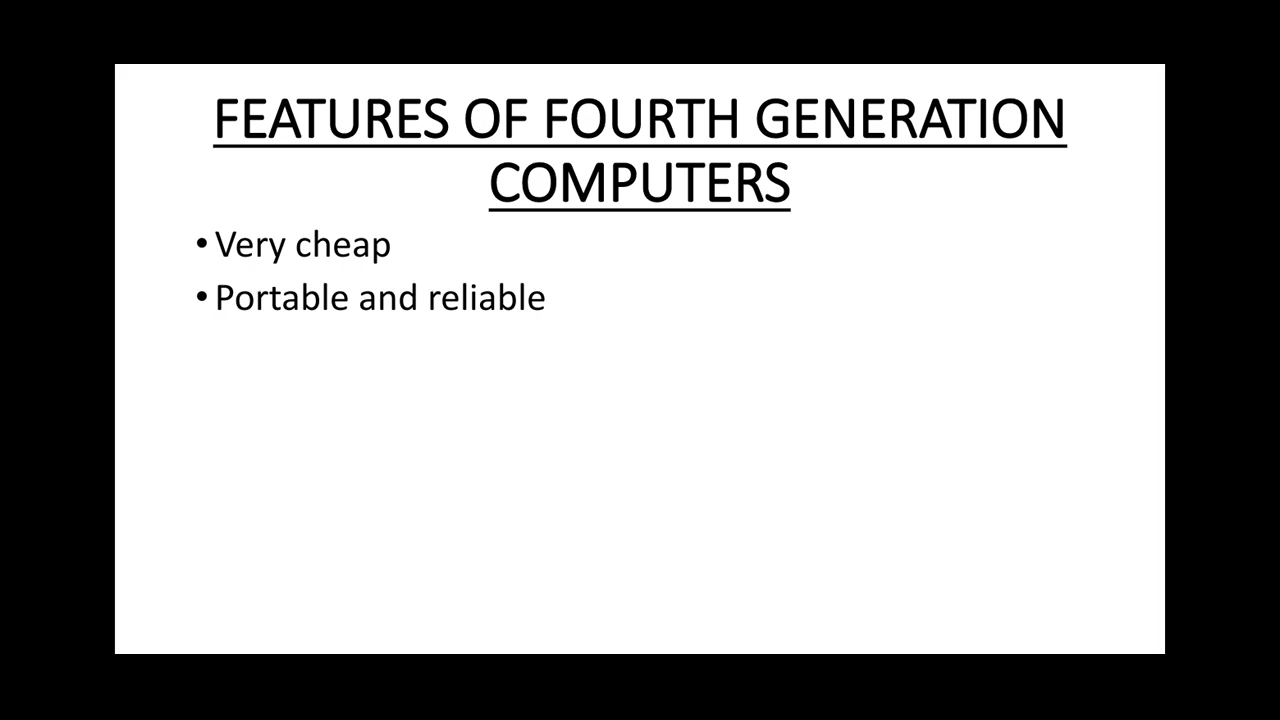 FEATURES OF FOURTH GENERATION
COMPUTERS
• Very cheap
• Portable and reliable